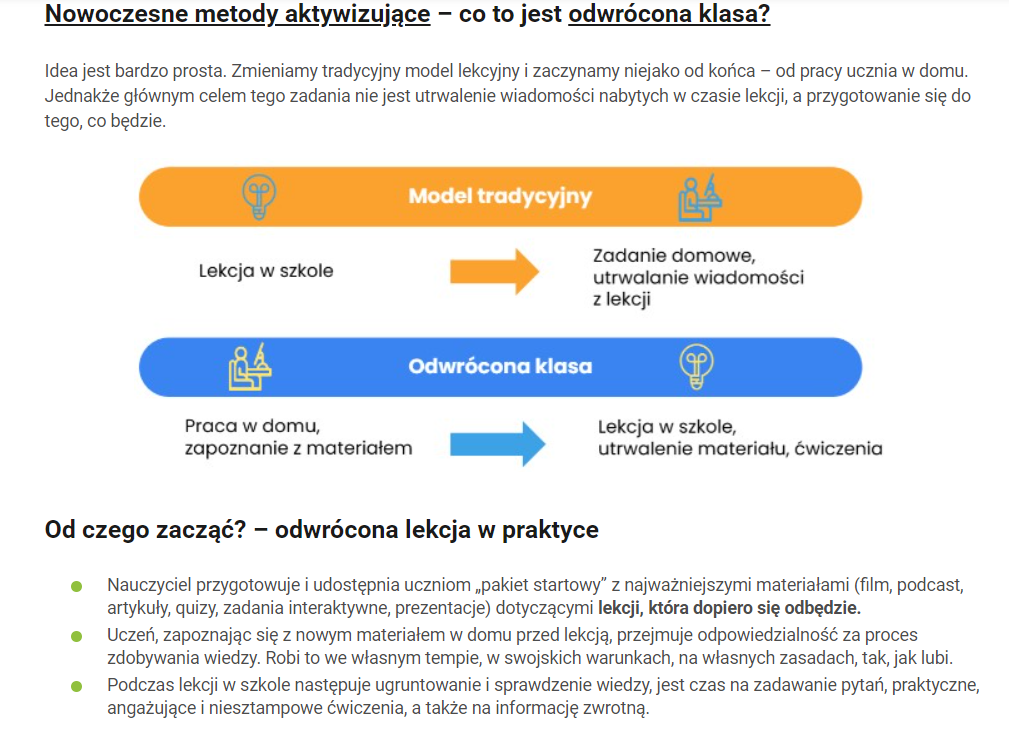 Nowoczesne metody aktywizujące – co to jest odwrócona klasa?
Idea jest bardzo prosta. Zmieniamy tradycyjny model lekcyjny i zaczynamy niejako od końca – od pracy ucznia w domu.
Jednakże głównym celem tego zadania nie jest utrwalenie wiadomości nabytych w czasie lekcji, a przygotowanie się do
tego, co będzie.
Model tradycyjny
Lekcja w szkole
Zadanie domowe,
utrwalanie wiadomości
z lekcji
Odwrócona klasa
Praca w domu,
zapoznanie z materiałem
Lekcja w szkole,
utrwalenie materiału, ćwiczenia
Od czego zacząć? – odwrócona lekcja w praktyce
Nauczyciel przygotowuje i udostępnia uczniom „pakiet startowy” z najważniejszymi materiałami (film, podcast,
artykuły, quizy, zadania interaktywne, prezentacje) dotyczącymi lekcji, która dopiero się odbędzie.
Uczeń, zapoznając się z nowym materiałem w domu przed lekcją, przejmuje odpowiedzialność za proces
zdobywania wiedzy. Robi to we własnym tempie, w swojskich warunkach, na własnych zasadach, tak, jak lubi.
Podczas lekcji w szkole następuje ugruntowanie i sprawdzenie wiedzy, jest czas na zadawanie pytań, praktyczne,
angażujące i niesztampowe ćwiczenia, a także na informację zwrotną.